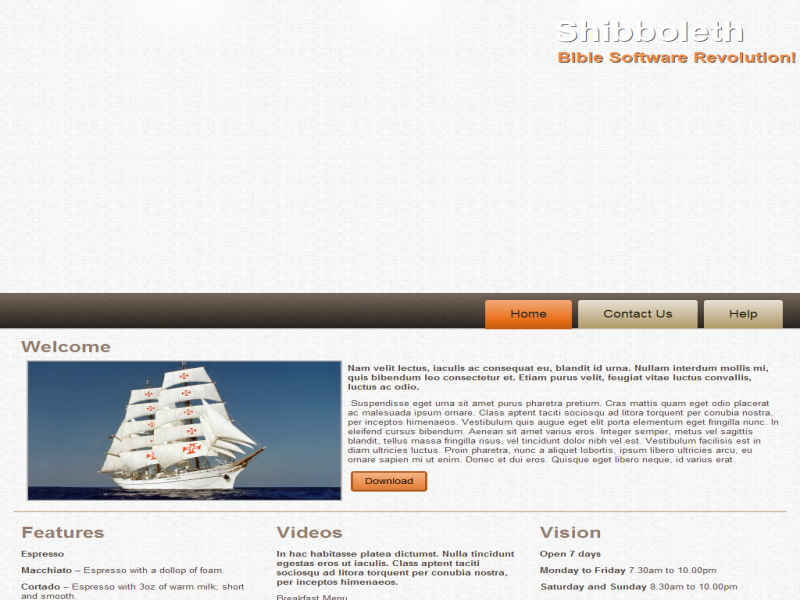 Shibboleth
Bible Software Revolution!
Home
Contact Us
Help
Welcome
Nam velit lectus, iaculis ac consequat eu, blandit id urna. Nullam interdum mollis mi,
quis bibendum leo consectetur et. Etiam purus velit, feugiat vitae luctus convallis,
luctus ac odio.
Suspendisse eget urna sit amet purus pharetra pretium. Cras mattis quam eget odio placerat
ac malesuada ipsum ornare. Class aptent taciti sociosqu ad litora torquent per conubia nostra,
per inceptos himenaeos. Vestibulum quis augue eget elit porta elementum eget fringilla nunc. In
eleifend cursus bibendum. Aenean sit amet varius eros. Integer semper, metus vel sagittis
blandit, tellus massa fringilla risus, vel tincidunt dolor nibh vel est. Vestibulum facilisis est in
diam ultricies luctus. Proin pharetra, nunc a aliquet lobortis, ipsum libero ultricies arcu, eu
ornare sapien mi ut enim. Donec et dui eros. Quisque eget libero neque, id varius erat.
Download
Features
Espresso
Macchiato – Espresso with a dollop of foam.
Cortado – Espresso with 3oz of warm milk; short
and smooth.
Videos
In hac habitasse platea dictumst. Nulla tincidunt
egestas eros ut iaculis. Class aptent taciti
sociosqu ad litora torquent per conubia nostra,
per inceptos himenaeos.
Breakfast Menu
Vision
Open 7 days
Monday to Friday 7.30am to 10.00pm
Saturday and Sunday 8.30am to 10.00pm